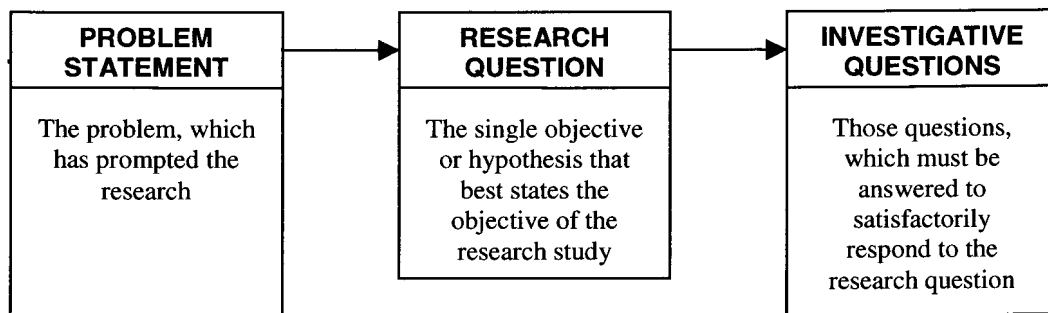 PROBLEM
STATEMENT
The problem, which
has prompted the
research
RESEARCH
QUESTION
The single objective
or hypothesis that
best states the
objective of the
research study
INVESTIGATIVE
QUESTIONS
Those questions,
which must be
answered to
satisfactorily
respond to the
research question